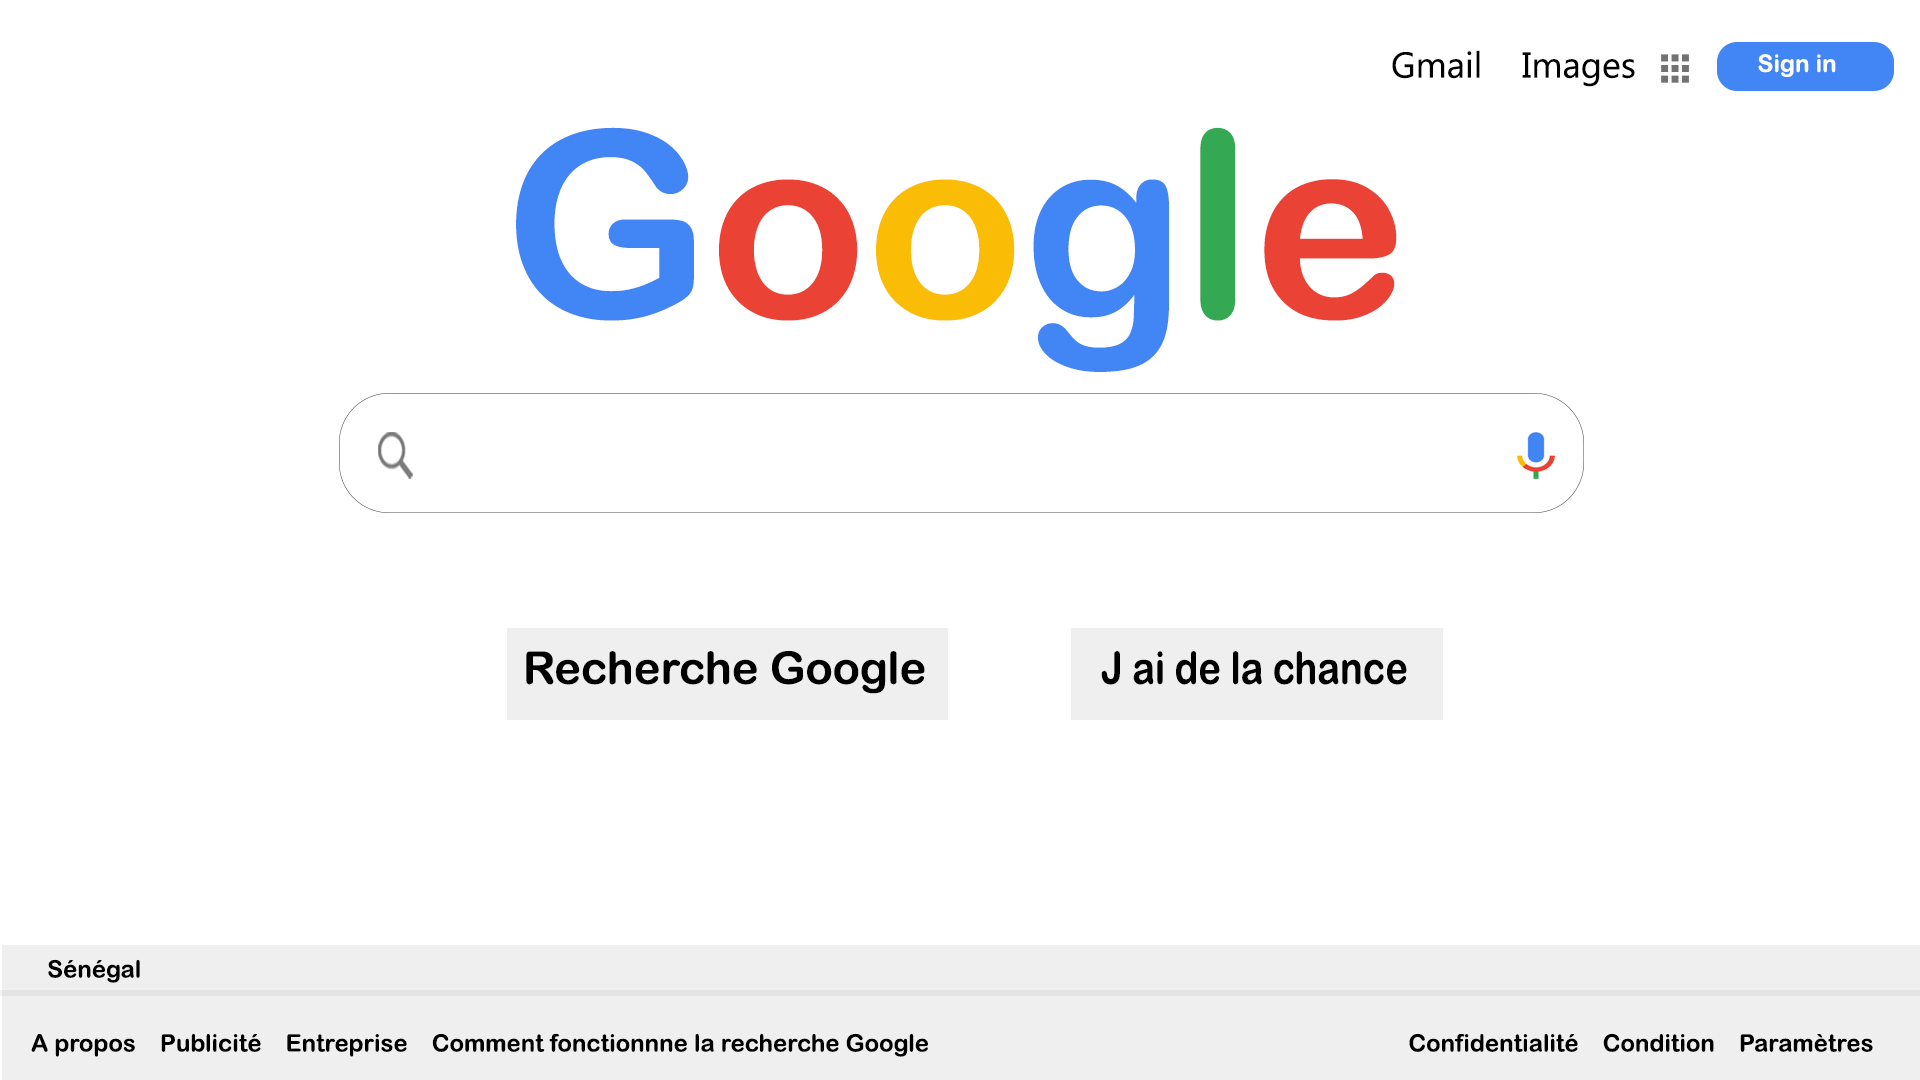 Gmail Images Sign in
Google
Recherche Google J ai de la chance
Sénégal
A propos Publicité Entreprise Comment fonctionnne la recherche Google Confidentialité Condition Paramètres